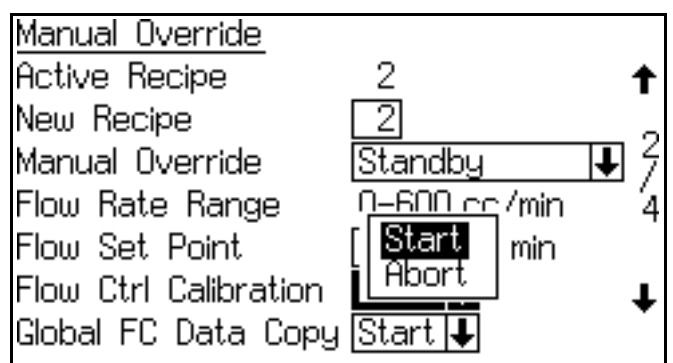 Manual Override
Active Recipe 2
New Recipe 2
Manual Override Standby
Flow Rate Range 0-600 cc/min
Flow Set Point min
Start
Abort
Flow Ctrl Calibration
Global FC Data Copy Start
2/4